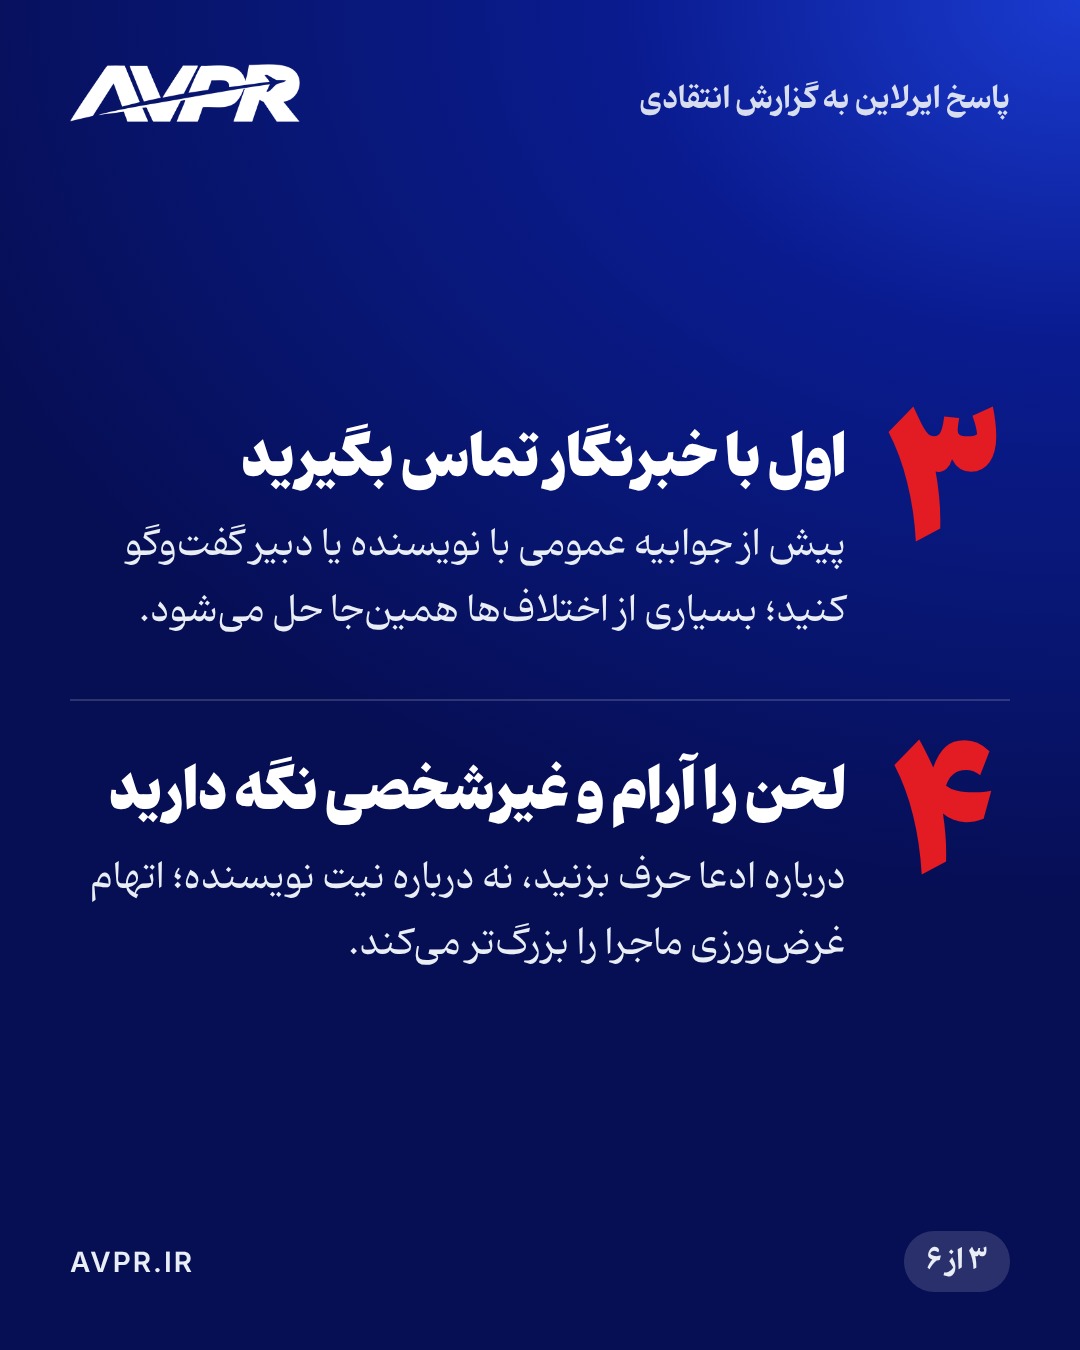 پاسخ ایرلاین به گزارش انتقادی
AVPR
۳
اول با خبرنگار تماس بگیرید
پیش از جوابیه عمومی با نویسنده یا دبیر گفت‌وگو
کنید؛ بسیاری از اختلاف‌ها همین‌جا حل می‌شود.
۴
لحن را آرام و غیرشخصی نگه دارید
درباره ادعا حرف بزنید، نه درباره نیت نویسنده؛ اتهام
غرض‌ورزی ماجرا را بزرگ‌تر می‌کند.
۳ از ۶
AVPR.IR